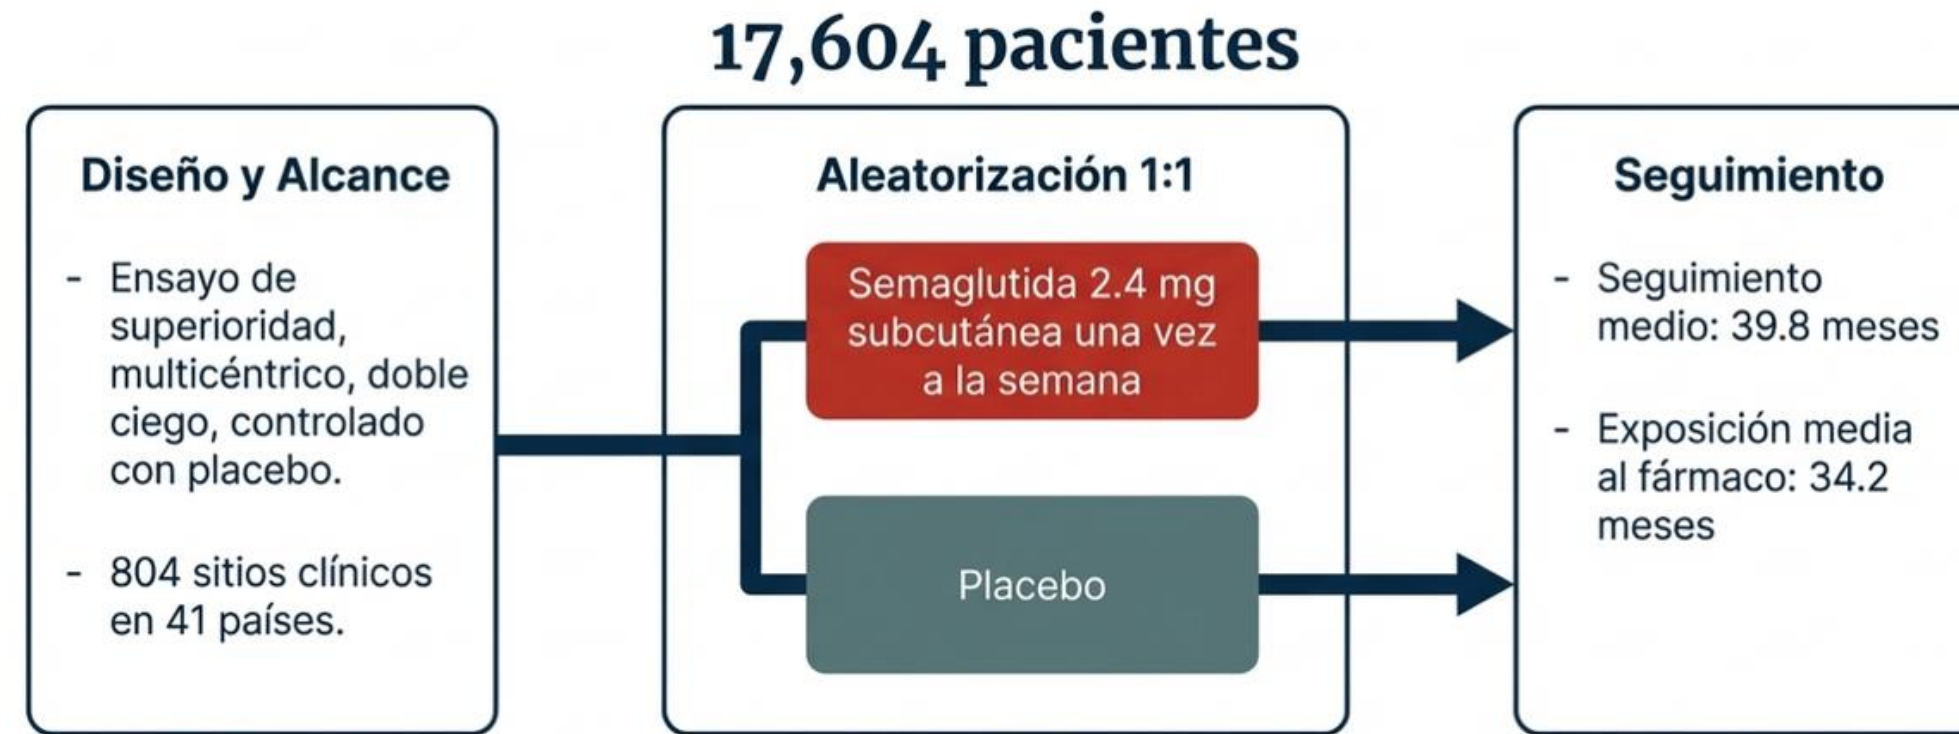 17,604 pacientes
Diseño y Alcance
- Ensayo de
superioridad,
multicéntrico, doble
ciego, controlado
con placebo.
- 804 sitios clínicos
en 41 países.
Aleatorización 1:1
Semaglutida 2.4 mg
subcutánea una vez
a la semana
Placebo
Seguimiento
- Seguimiento
medio: 39.8 meses
- Exposición media
al fármaco: 34.2
meses